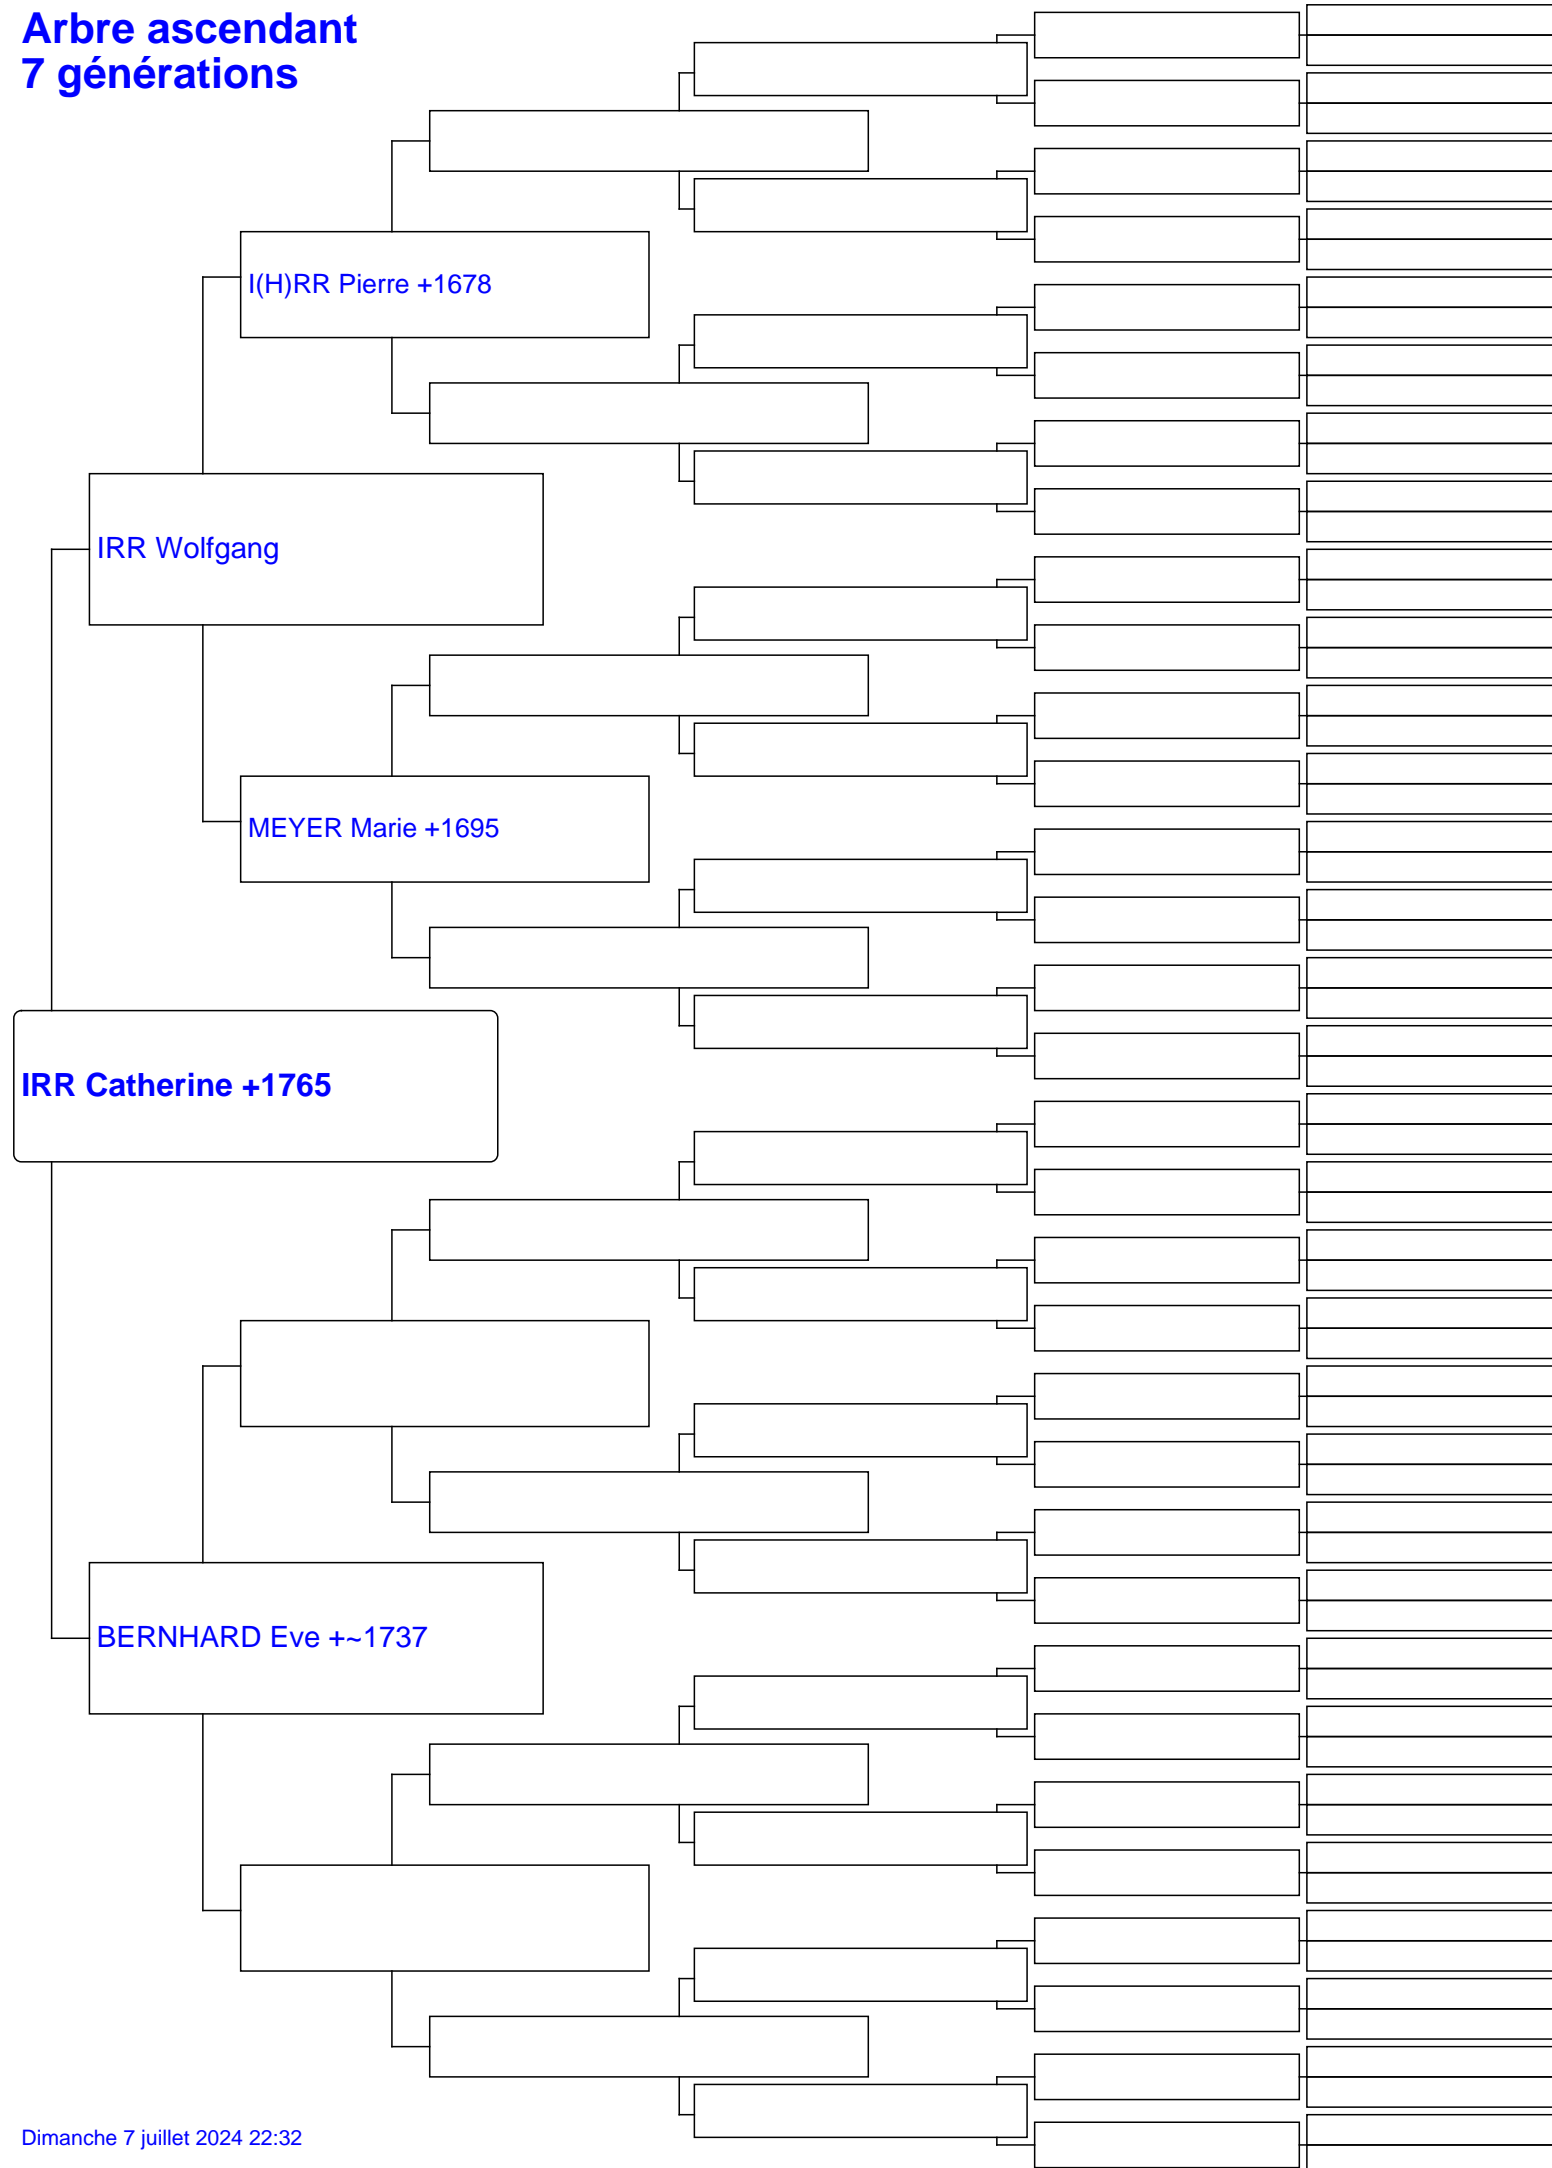 Arbre ascendant
7 générations
I(H)RR Pierre +1678
IRR Wolfgang
MEYER Marie +1695
IRR Catherine +1765
BERNHARD Eve +~1737
Dimanche 7 juillet 2024 22:32